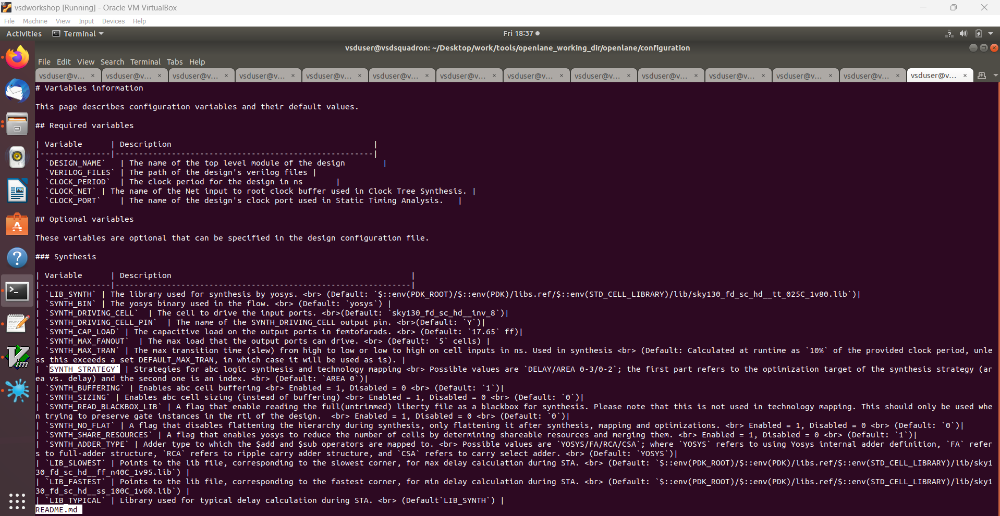 vsdworkshop [Running] - Oracle VM VirtualBox
File Machine View Input Devices Help
Activities Terminal Fri 18:37
vsduser@vsdsquadron: ~/Desktop/work/tools/openlane_working_dir/openlane/configuration
File Edit View Search Terminal Tabs Help
vsduser@v... × vsduser@v... × vsduser@v... × vsduser@v... × vsduser@v... × vsduser@v... × vsduser@v... × vsduser@v... × vsduser@v... × vsduser@v... × vsduser@v... × vsduser@v... × vsduser@v... × vsduser@v... ×
# Variables information
This page describes configuration variables and their default values.
## Required variables
| Variable      | Description                                           |
|---------------|-------------------------------------------------------|
| `DESIGN_NAME`   | The name of the top level module of the design        |
| `VERILOG_FILES` | The path of the design's verilog files |
| `CLOCK_PERIOD`  | The clock period for the design in ns       |
| `CLOCK_NET` | The name of the Net input to root clock buffer used in Clock Tree Synthesis. |
| `CLOCK_PORT`    | The name of the design's clock port used in Static Timing Analysis.   |
## Optional variables
These variables are optional that can be specified in the design configuration file.
### Synthesis
| Variable      | Description                                                   |
|---------------|---------------------------------------------------------------|
| `LIB_SYNTH` | The library used for synthesis by yosys. <br> (Default: `$::env(PDK_ROOT)/$::env(PDK)/libs.ref/$::env(STD_CELL_LIBRARY)/lib/sky130_fd_sc_hd__tt_025C_1v80.lib`)|
| `SYNTH_BIN` | The yosys binary used in the flow. <br> (Default: `yosys`) |
| `SYNTH_DRIVING_CELL`  | The cell to drive the input ports. <br>(Default: `sky130_fd_sc_hd__inv_8`)|
| `SYNTH_DRIVING_CELL_PIN`  | The name of the SYNTH_DRIVING_CELL output pin. <br>(Default: `Y`)|
| `SYNTH_CAP_LOAD` | The capacitive load on the output ports in femtofarads. <br> (Default: `17.65` ff)|
| `SYNTH_MAX_FANOUT`  | The max load that the output ports can drive. <br> (Default: `5` cells) |
| `SYNTH_MAX_TRAN` | The max transition time (slew) from high to low or low to high on cell inputs in ns. Used in synthesis <br> (Default: Calculated at runtime as `10%` of the provided clock period, unle
ss this exceeds a set DEFAULT_MAX_TRAN, in which case it will be used as is). |
| `SYNTH_STRATEGY` | Strategies for abc logic synthesis and technology mapping <br> Possible values are `DELAY/AREA 0-3/0-2`; the first part refers to the optimization target of the synthesis strategy (ar
ea vs. delay) and the second one is an index. <br> (Default: `AREA 0`)|
| `SYNTH_BUFFERING` | Enables abc cell buffering <br> Enabled = 1, Disabled = 0 <br> (Default: `1`)|
| `SYNTH_SIZING` | Enables abc cell sizing (instead of buffering) <br> Enabled = 1, Disabled = 0 <br> (Default: `0`)|
| `SYNTH_READ_BLACKBOX_LIB` | A flag that enable reading the full(untrimmed) liberty file as a blackbox for synthesis. Please note that this is not used in technology mapping. This should only be used whe
n trying to preserve gate instances in the rtl of the design.  <br> Enabled = 1, Disabled = 0 <br> (Default: `0`)|
| `SYNTH_NO_FLAT` | A flag that disables flattening the hierarchy during synthesis, only flattening it after synthesis, mapping and optimizations. <br> Enabled = 1, Disabled = 0 <br> (Default: `0`)|
| `SYNTH_SHARE_RESOURCES` | A flag that enables yosys to reduce the number of cells by determining shareable resources and merging them. <br> Enabled = 1, Disabled = 0 <br> (Default: `1`)|
| `SYNTH_ADDER_TYPE` | Adder type to which the $add and $sub operators are mapped to. <br> Possible values are `YOSYS/FA/RCA/CSA`; where `YOSYS` refers to using Yosys internal adder definition, `FA` refer
s to full-adder structure, `RCA` refers to ripple carry adder structure, and `CSA` refers to carry select adder. <br> (Default: `YOSYS`)|
| `LIB_SLOWEST` | Points to the lib file, corresponding to the slowest corner, for max delay calculation during STA. <br> (Default: `$::env(PDK_ROOT)/$::env(PDK)/libs.ref/$::env(STD_CELL_LIBRARY)/lib/sky1
30_fd_sc_hd__ff_n40C_1v95.lib`) |
| `LIB_FASTEST` | Points to the lib file, corresponding to the fastest corner, for min delay calculation during STA. <br> (Default: `$::env(PDK_ROOT)/$::env(PDK)/libs.ref/$::env(STD_CELL_LIBRARY)/lib/sky1
30_fd_sc_hd__ss_100C_1v60.lib`) |
| `LIB_TYPICAL` | Library used for typical delay calculation during STA. <br> (Default`LIB_SYNTH`) |
README.md